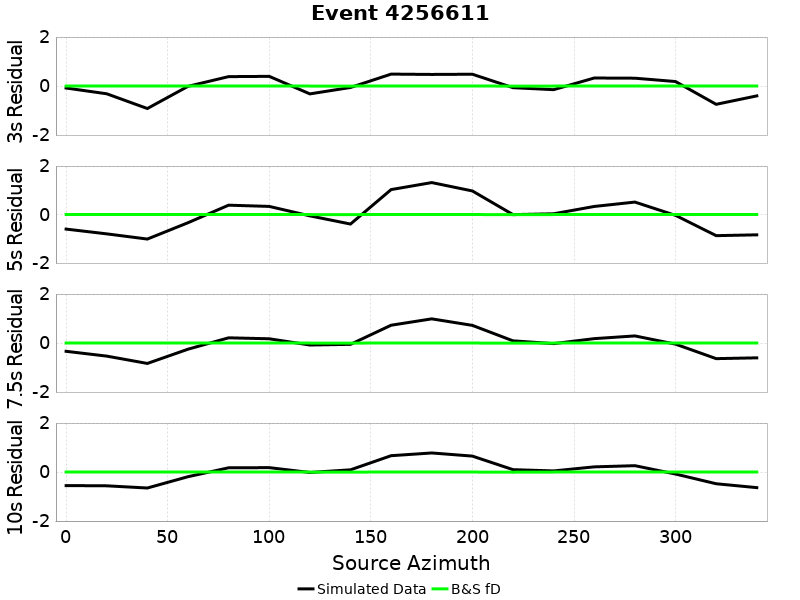 Event 4256611
3s Residual
2
0
-2
5s Residual
2
0
-2
7.5s Residual
2
0
-2
10s Residual
2
0
-2
0 50 100 150 200 250 300
Source Azimuth
Simulated Data B&S fD